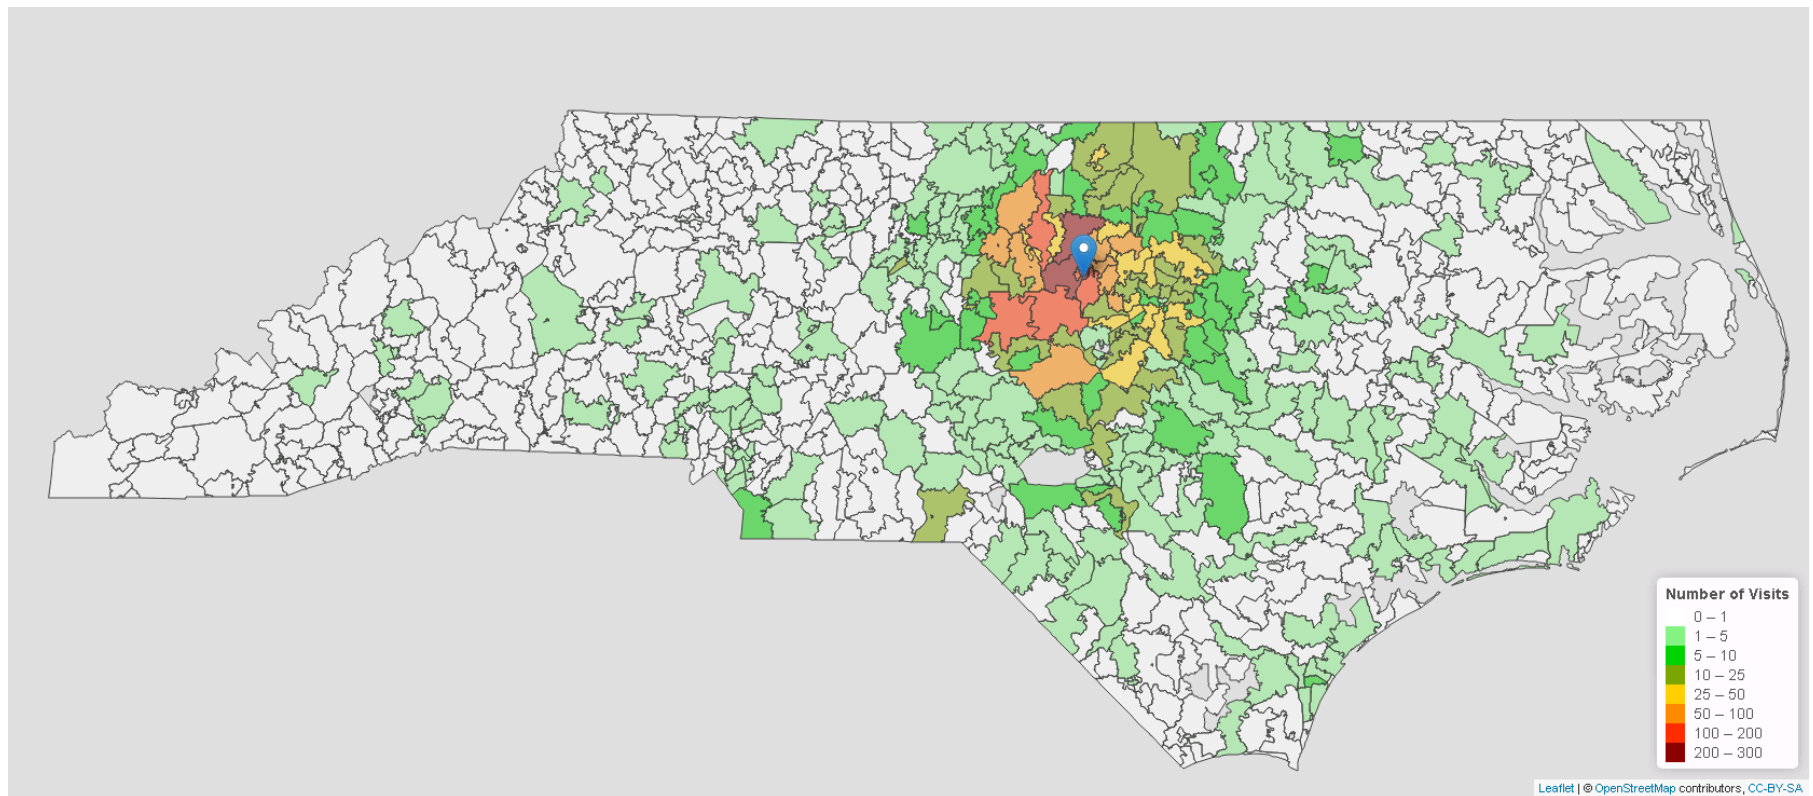 Number of Visits
0 – 1
1 – 5
5 – 10
10 – 25
25 – 50
50 – 100
100 – 200
200 – 300
Leaflet | © OpenStreetMap contributors, CC-BY-SA